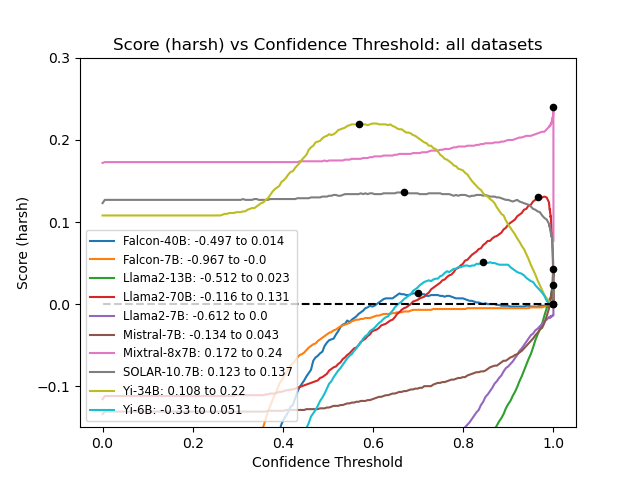 Score (harsh) vs Confidence Threshold: all datasets
Score (harsh)
0.3
0.2
0.1
0.0
−0.1
Falcon-40B: -0.497 to 0.014
Falcon-7B: -0.967 to -0.0
Llama2-13B: -0.512 to 0.023
Llama2-70B: -0.116 to 0.131
Llama2-7B: -0.612 to 0.0
Mistral-7B: -0.134 to 0.043
Mixtral-8x7B: 0.172 to 0.24
SOLAR-10.7B: 0.123 to 0.137
Yi-34B: 0.108 to 0.22
Yi-6B: -0.33 to 0.051
0.0 0.2 0.4 0.6 0.8 1.0
Confidence Threshold